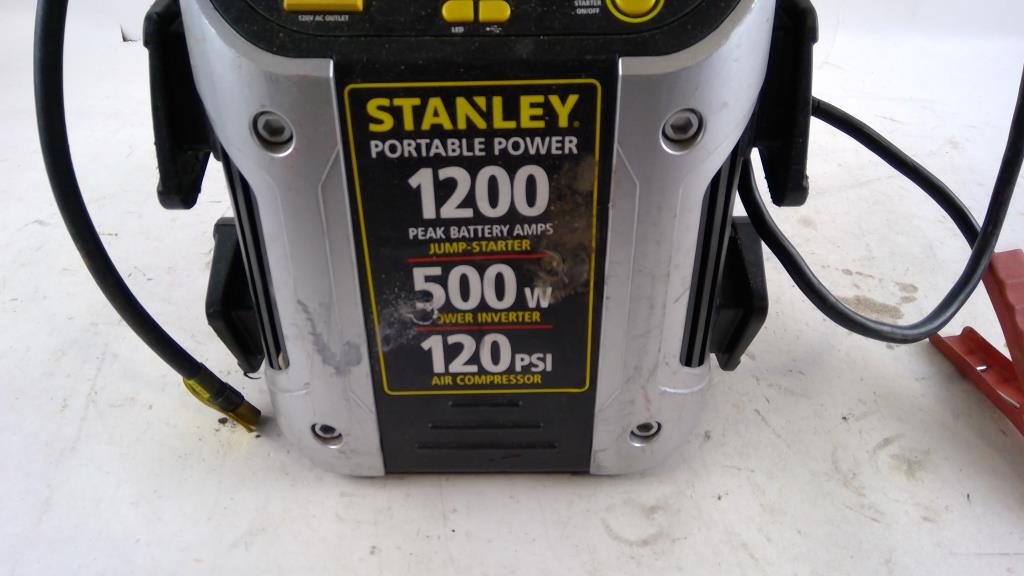 120V AC OUTLET
LED
STARTER
ON/OFF
STANLEY
PORTABLE POWER
1200
PEAK BATTERY AMPS
JUMP-STARTER
500 W
POWER INVERTER
120 PSI
AIR COMPRESSOR